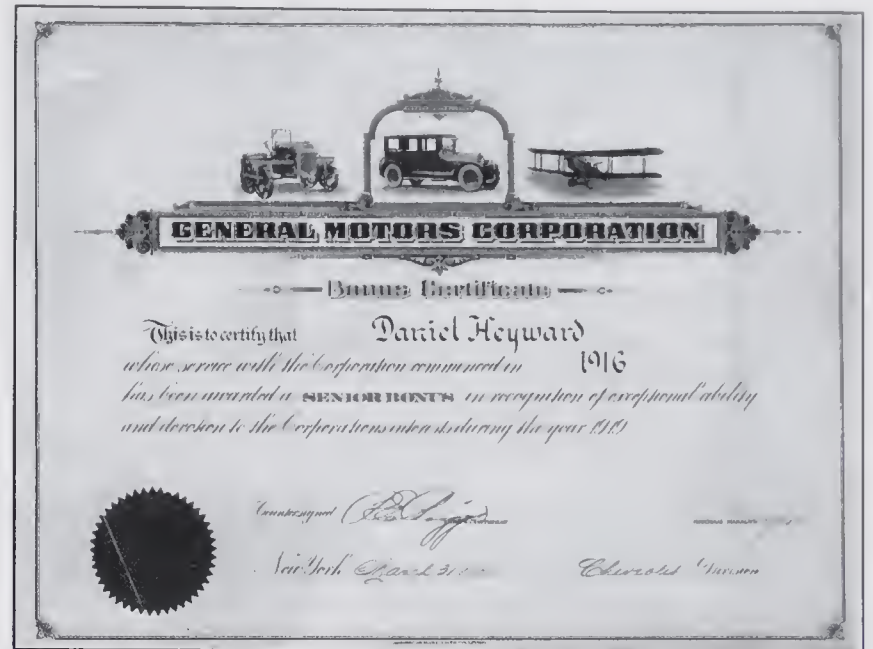 GENERAL MOTORS CORPORATION
Bonus Certificate
This is to certify that Daniel Heyward
whose service with the Corporation commenced in 1916
has been awarded a SENIOR BONUS in recognition of exceptional ability
and devotion to the Corporations interests during the year 1919
Countersigned
New York March 31 Chevrolet Division